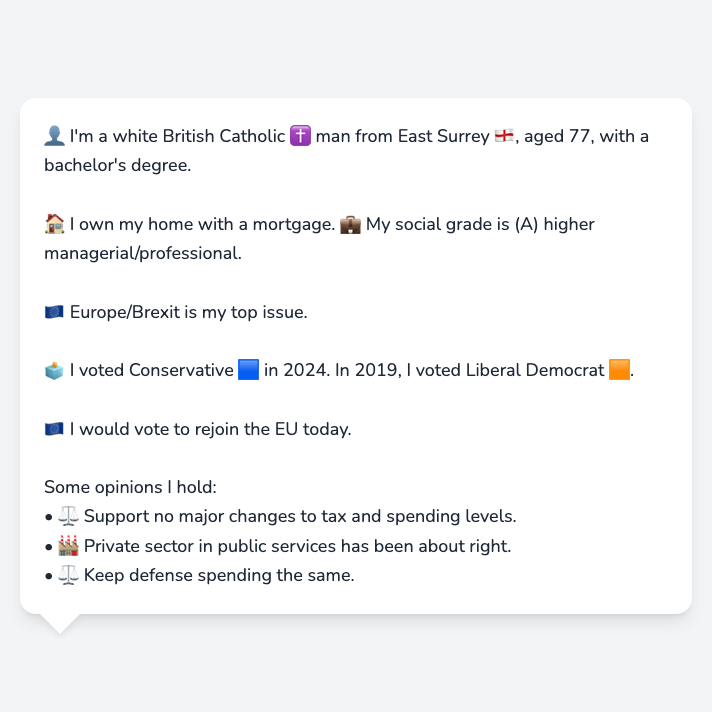 👤 I'm a white British Catholic ✝️ man from East Surrey 🏴󠁧󠁢󠁥󠁮󠁧󠁿, aged 77, with a
bachelor's degree.
🏠 I own my home with a mortgage. 💼 My social grade is (A) higher
managerial/professional.
🇪🇺 Europe/Brexit is my top issue.
🗳️ I voted Conservative 🟦 in 2024. In 2019, I voted Liberal Democrat 🟧.
🇪🇺 I would vote to rejoin the EU today.
Some opinions I hold:
• ⚖️ Support no major changes to tax and spending levels.
• 🏭 Private sector in public services has been about right.
• ⚖️ Keep defense spending the same.